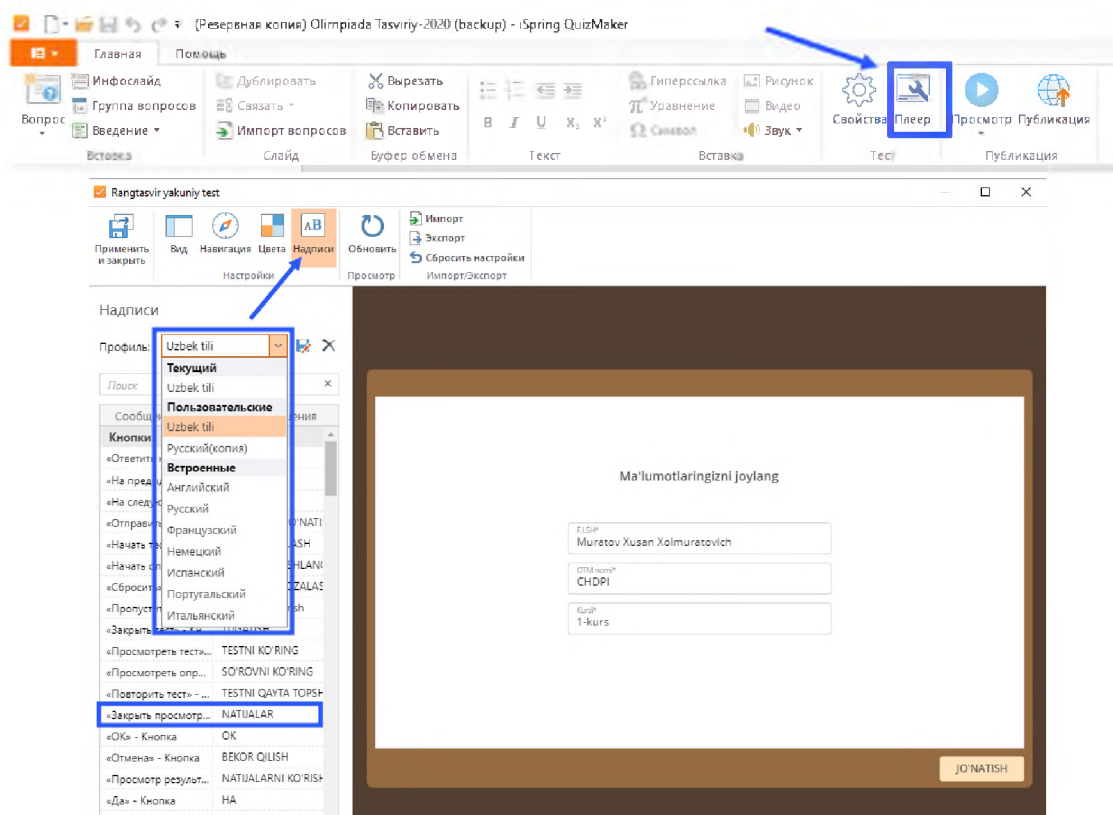 (Резервная копия) Olimpiada Tasviriy-2020 (backup) - iSpring QuizMaker
Главная Помощь
Вопрос
Инфослайд
Группа вопросов
Введение
Вставка
Дублировать
Связать
Импорт вопросов
Слайд
Вырезать
Копировать
Вставить
Буфер обмена
B I U X₂ X²
Текст
Гиперссылка
Уравнение
Символ
Рисунок
Видео
Звук
Вставка
Свойства Плеер
Тест
Просмотр Публикация
Публикация
Rangtasvir yakuniy test
Применить и закрыть
Вид Навигация Цвета Надписи
Настройки
Обновить
Просмотр
Импорт
Экспорт
Сбросить настройки
Импорт/Экспорт
Надписи
Профиль: Uzbek tili
Текущий
Uzbek tili
Пользовательские
Uzbek tili
Русский(копия)
Встроенные
Английский
Русский
Французский
Немецкий
Испанский
Португальский
Итальянский
Поиск
Кнопки
«Просмотреть тест»... TESTNI KO'RING
«Просмотреть опр... SO'ROVNI KO'RING
«Повторить тест» - ... TESTNI QAYTA TOPSH
«Закрыть просмотр... NATIJALAR
«OK» - Кнопка OK
«Отмена» - Кнопка BEKOR QILISH
«Просмотр результ... NATIJALARNI KO'RISH
«Да» - Кнопка HA
Ma'lumotlaringizni joylang
F.I.SH*
Muratov Xusan Xolmuratovich
OTM nomi*
CHDPI
Kursi*
1-kurs
JO'NATISH